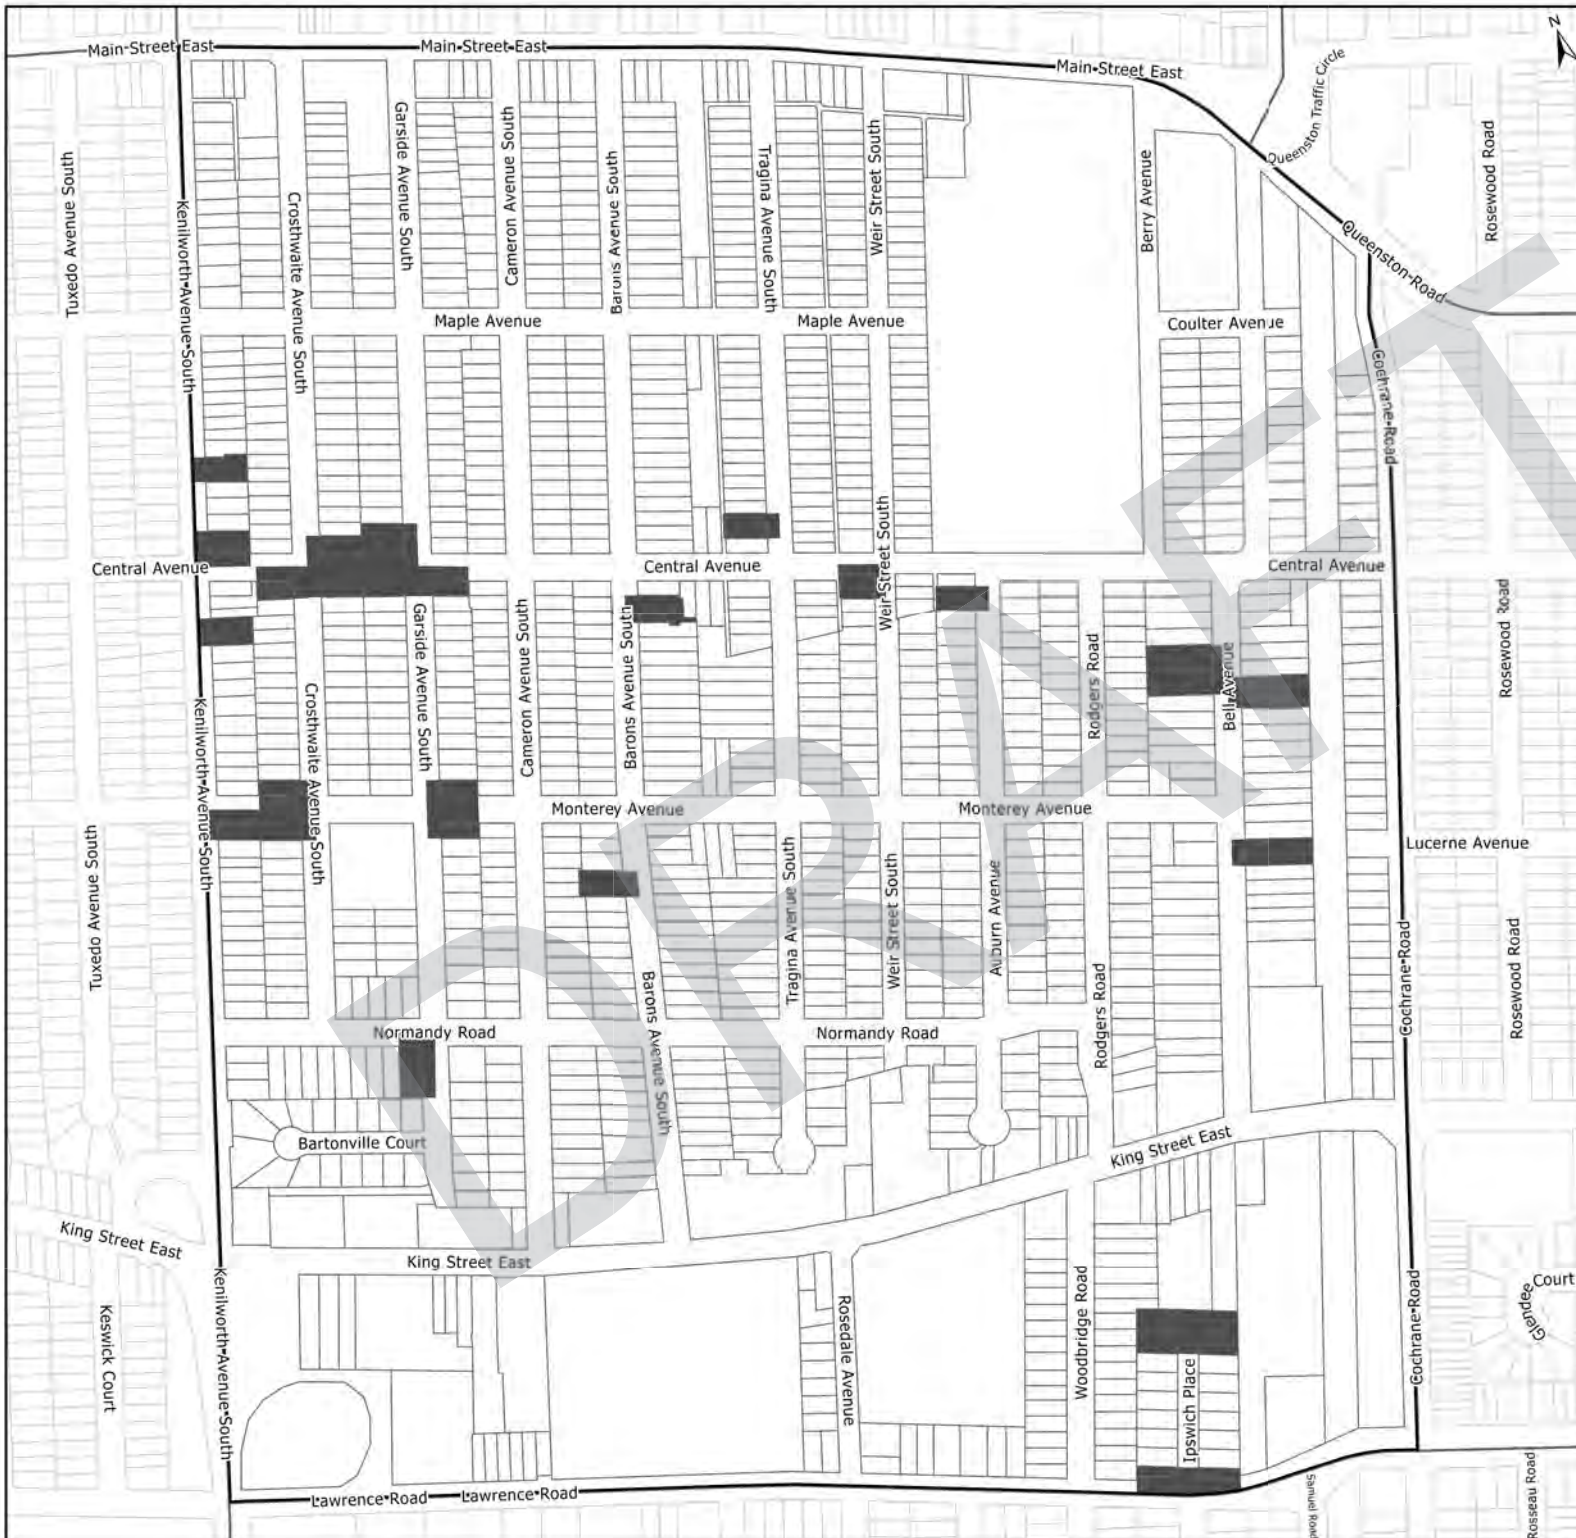 Main Street East
Main Street East
Main Street East
N
Queenston Traffic Circle
Tuxedo Avenue South
Kenilworth Avenue South
Crosthwaite Avenue South
Garside Avenue South
Cameron Avenue South
Barons Avenue South
Tragina Avenue South
Weir Street South
Berry Avenue
Queenston Road
Rosewood Road
Maple Avenue
Maple Avenue
Coulter Avenue
Cochrane Road
Central Avenue
Central Avenue
Central Avenue
Kenilworth Avenue South
Crosthwaite Avenue South
Garside Avenue South
Cameron Avenue South
Barons Avenue South
Weir Street South
Rodgers Road
Bell Avenue
Rosewood Road
Monterey Avenue
Monterey Avenue
Lucerne Avenue
Tuxedo Avenue South
Tragina Avenue South
Weir Street South
Auburn Avenue
Rodgers Road
Cochrane Road
Rosewood Road
Barons Avenue South
Normandy Road
Normandy Road
Bartonville Court
King Street East
King Street East
King Street East
Keswick Court
Kenilworth Avenue South
Rosedale Avenue
Woodbridge Road
Ipswich Place
Cochrane Road
Glendee Court
Lawrence Road
Lawrence Road
Samuel Road
Rosseau Road
DRAFT